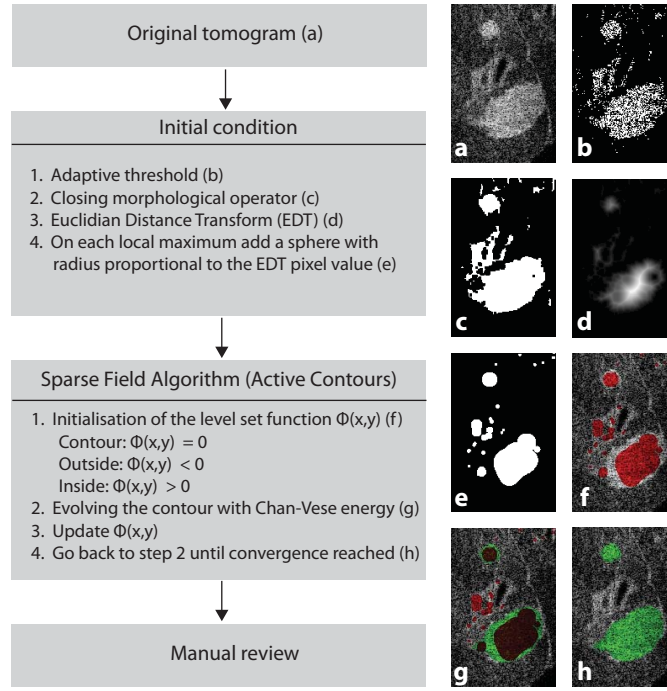 Original tomogram (a)
Initial condition
1. Adaptive threshold (b)
2. Closing morphological operator (c)
3. Euclidian Distance Transform (EDT) (d)
4. On each local maximum add a sphere with
radius proportional to the EDT pixel value (e)
Sparse Field Algorithm (Active Contours)
1. Initialisation of the level set function Φ(x,y) (f)
Contour: Φ(x,y) = 0
Outside: Φ(x,y) < 0
Inside: Φ(x,y) > 0
2. Evolving the contour with Chan-Vese energy (g)
3. Update Φ(x,y)
4. Go back to step 2 until convergence reached (h)
Manual review
a
b
c
d
e
f
g
h